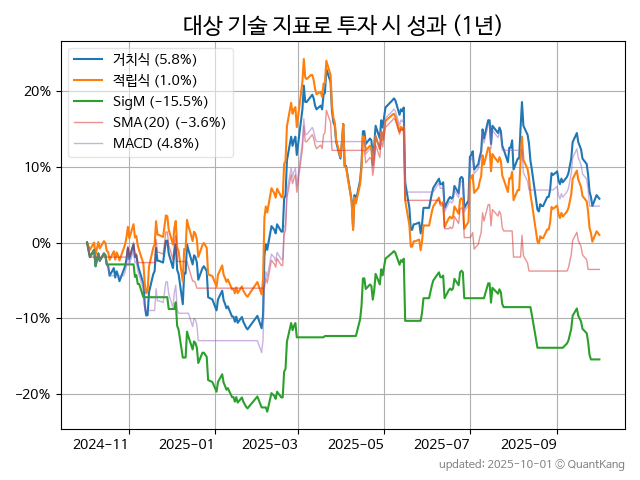 대상 기술 지표로 투자 시 성과 (1년)
거치식 (5.8%)
적립식 (1.0%)
SigM (−15.5%)
SMA(20) (−3.6%)
MACD (4.8%)
20%
10%
0%
−10%
−20%
2024−11 2025−01 2025−03 2025−05 2025−07 2025−09
updated: 2025-10-01 © QuantKang